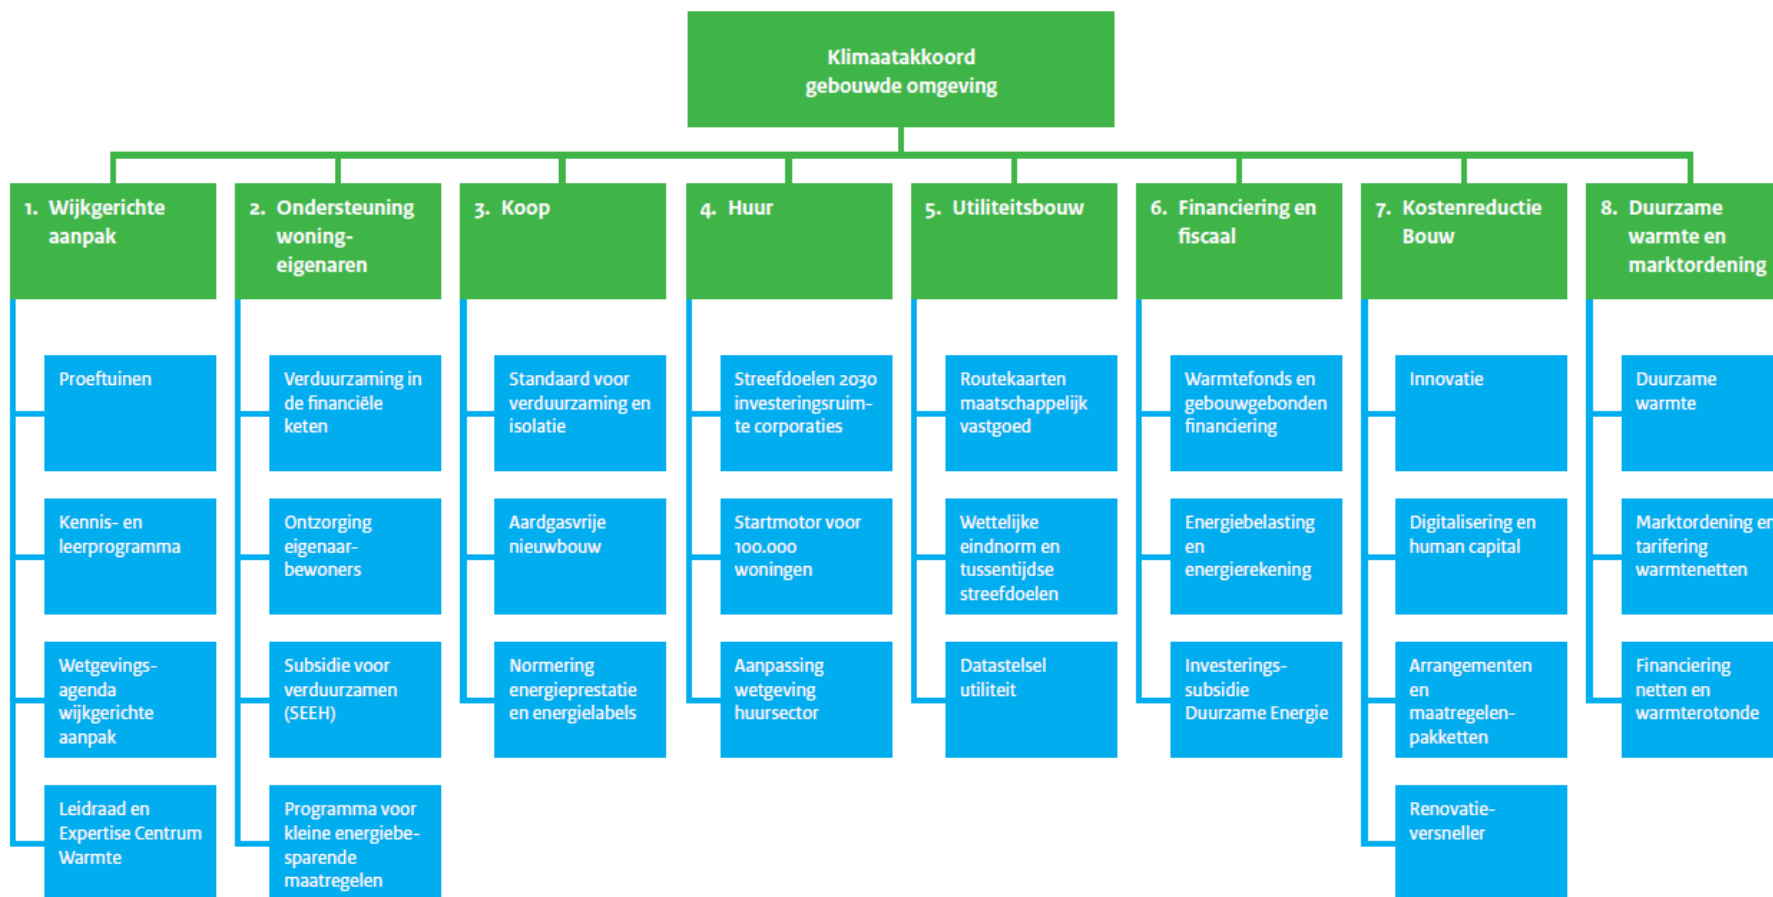 Klimaatakkoord
gebouwde omgeving
1. Wijkgerichte
aanpak
2. Ondersteuning
woning-
eigenaren
3. Koop
4. Huur
5. Utiliteitsbouw
6. Financiering en
fiscaal
7. Kostenreductie
Bouw
8. Duurzame
warmte en
marktordening
Proeftuinen
Verduurzaming in
de financiële
keten
Standaard voor
verduurzaming en
isolatie
Streefdoelen 2030
investeringsruim-
te corporaties
Routekaarten
maatschappelijk
vastgoed
Warmtefonds en
gebouwgebonden
financiering
Innovatie
Duurzame
warmte
Kennis- en
leerprogramma
Ontzorging
eigenaar-
bewoners
Aardgasvrije
nieuwbouw
Startmotor voor
100.000
woningen
Wettelijke
eindnorm en
tussentijdse
streefdoelen
Energiebelasting
en
energierekening
Digitalisering en
human capital
Marktordening en
tarifering
warmtenetten
Wetgevings-
agenda
wijkgerichte
aanpak
Subsidie voor
verduurzamen
(SEEH)
Normering
energieprestatie
en energielabels
Aanpassing
wetgeving
huursector
Datastelsel
utiliteit
Investerings-
subsidie
Duurzame Energie
Arrangementen
en
maatregelen-
pakketten
Financiering
netten en
warmterotonde
Leidraad en
Expertise Centrum
Warmte
Programma voor
kleine energiebe-
sparende
maatregelen
Renovatie-
versneller